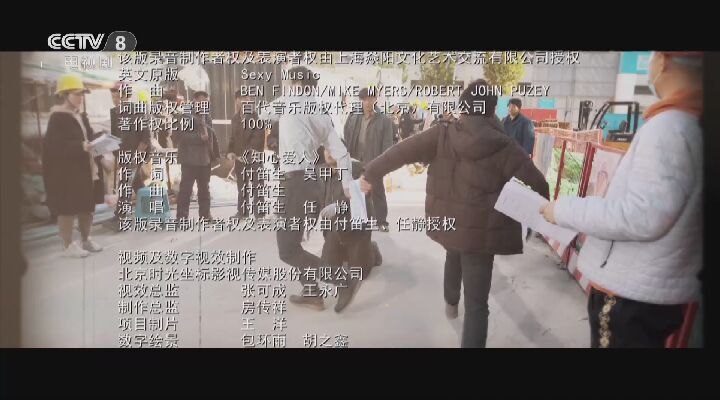 CCTV 8
电视剧
该版录音制作者权及表演者权由上海焱阳文化艺术交流有限公司授权
英文原版 Sexy Music
作 曲 BEN FINDON/MIKE MYERS/ROBERT JOHN PUZEY
词曲版权管理 百代音乐版权代理（北京）有限公司
著作权比例 100%
版权音乐 《知心爱人》
作 词 付笛生 吴甲丁
作 曲 付笛生
演 唱 付笛生 任 静
该版录音制作者权及表演者权由付笛生、任静授权
视频及数字视效制作
北京时光坐标影视传媒股份有限公司
视效总监 张可成 王永广
制作总监 房传祥
项目制片 王 洋
数字绘景 包环雨 胡之鑫